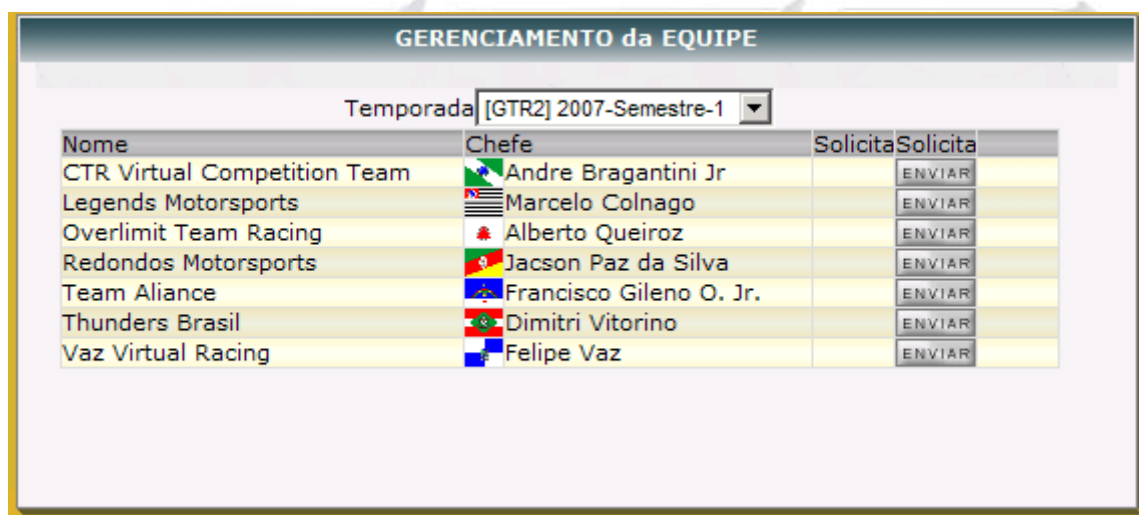 GERENCIAMENTO da EQUIPE
Temporada [GTR2] 2007-Semestre-1
Nome Chefe Solicita Solicita
CTR Virtual Competition Team Andre Bragantini Jr ENVIAR
Legends Motorsports Marcelo Colnago ENVIAR
Overlimit Team Racing Alberto Queiroz ENVIAR
Redondos Motorsports Jacson Paz da Silva ENVIAR
Team Aliance Francisco Gileno O. Jr. ENVIAR
Thunders Brasil Dimitri Vitorino ENVIAR
Vaz Virtual Racing Felipe Vaz ENVIAR